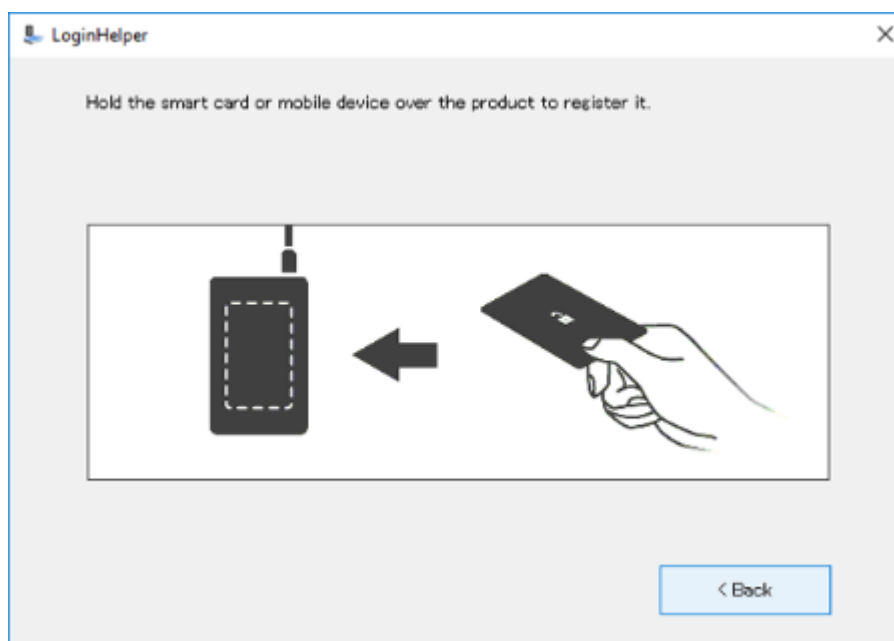 LoginHelper
Hold the smart card or mobile device over the product to register it.
< Back